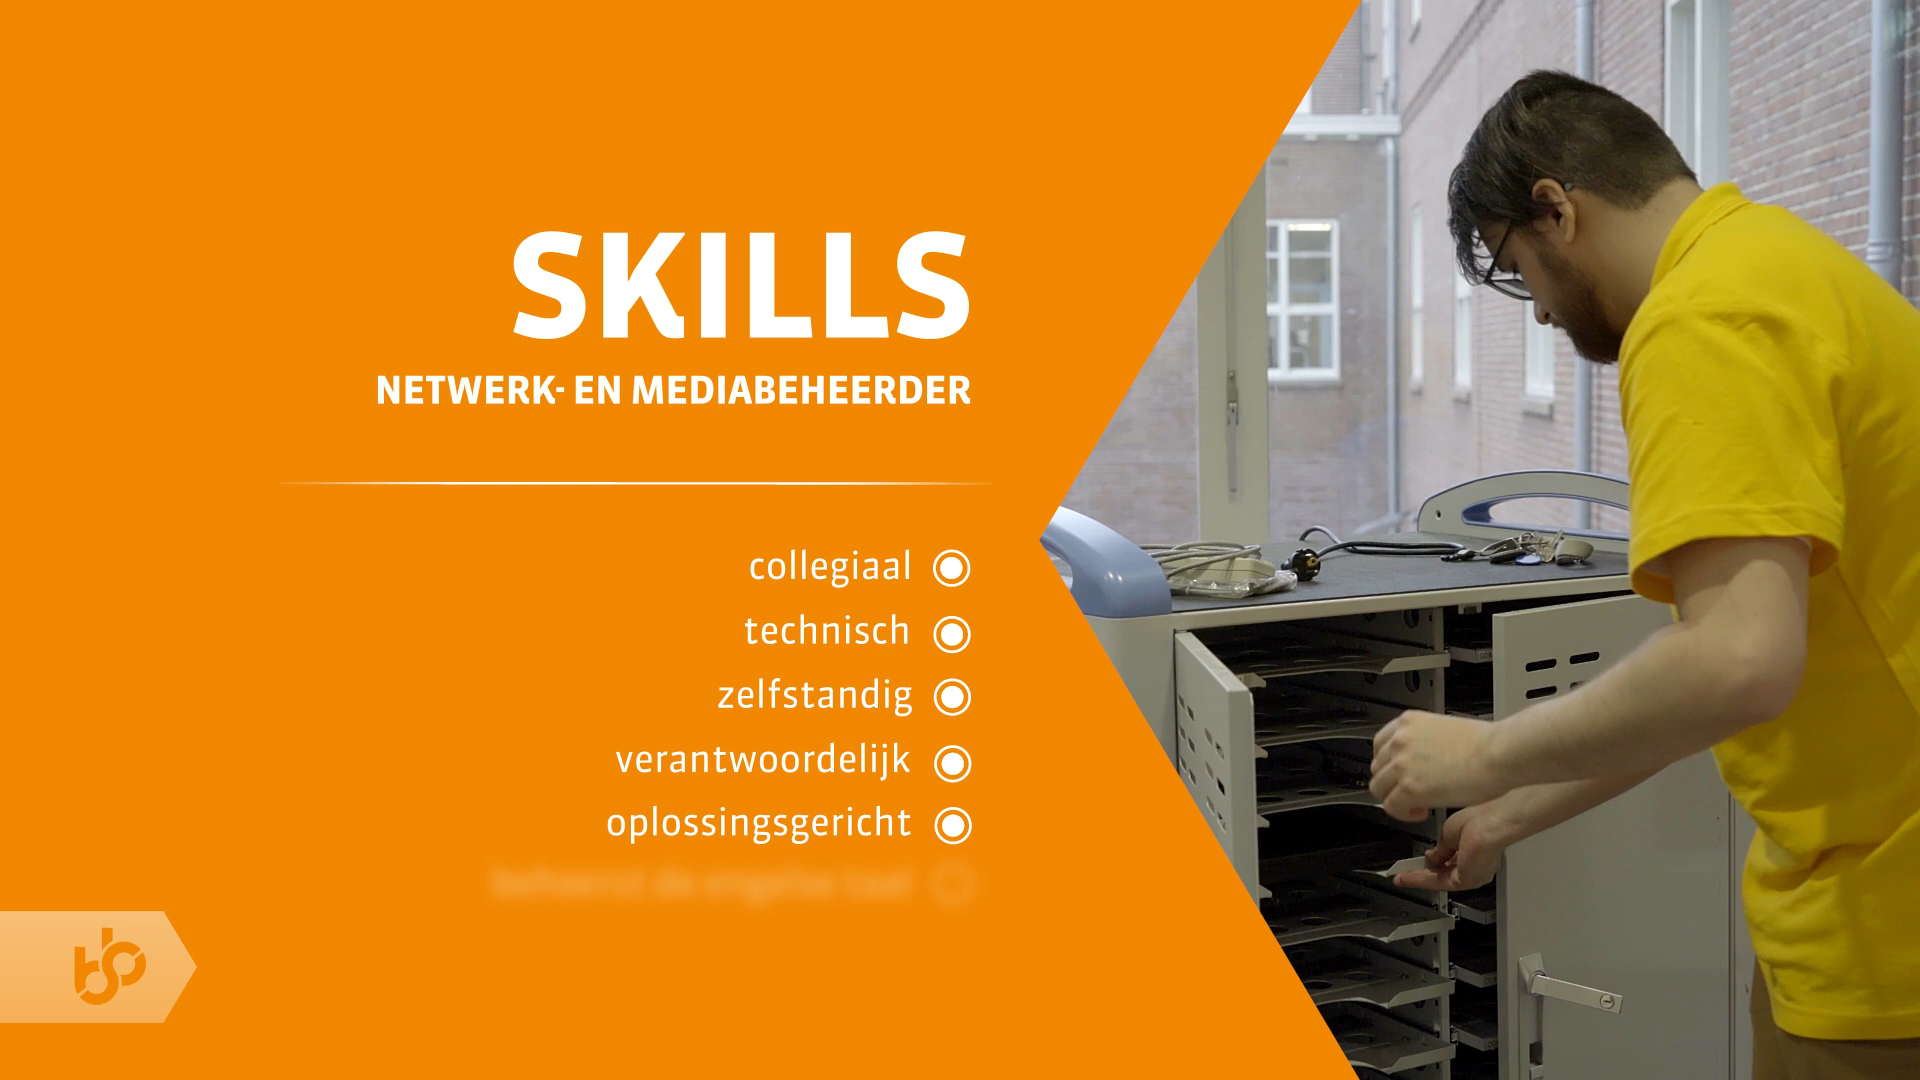 SKILLS
NETWERK- EN MEDIABEHEERDER
collegiaal
technisch
zelfstandig
verantwoordelijk
oplossingsgericht